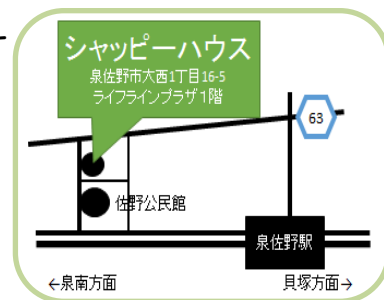 シャッピーハウス
泉佐野市大西1丁目16-5
ライフラインプラザ1階
63
佐野公民館
泉佐野駅
←泉南方面
貝塚方面→